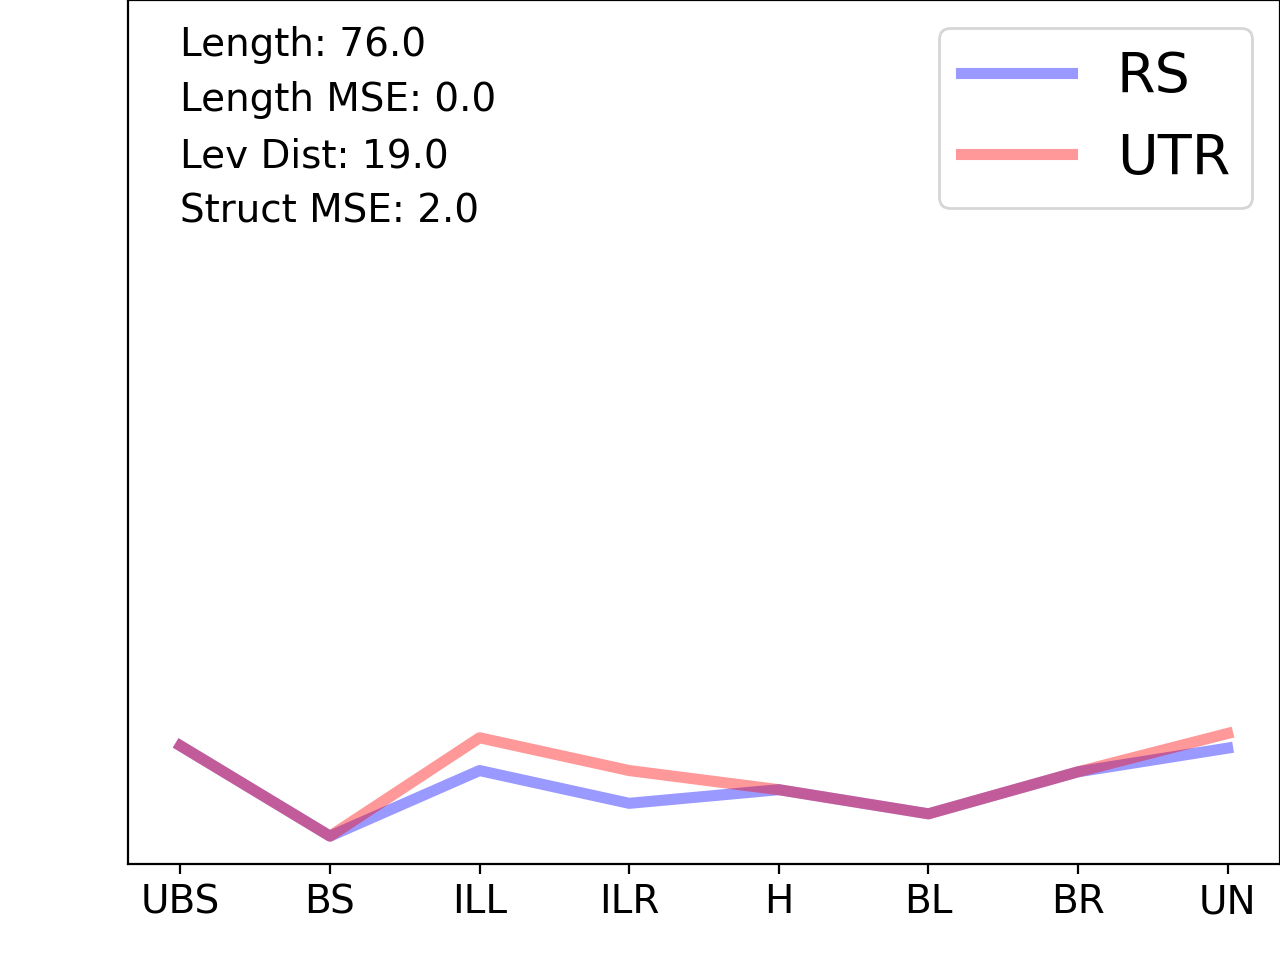 Length: 76.0
Length MSE: 0.0
Lev Dist: 19.0
Struct MSE: 2.0
RS
UTR
UBS BS ILL ILR H BL BR UN